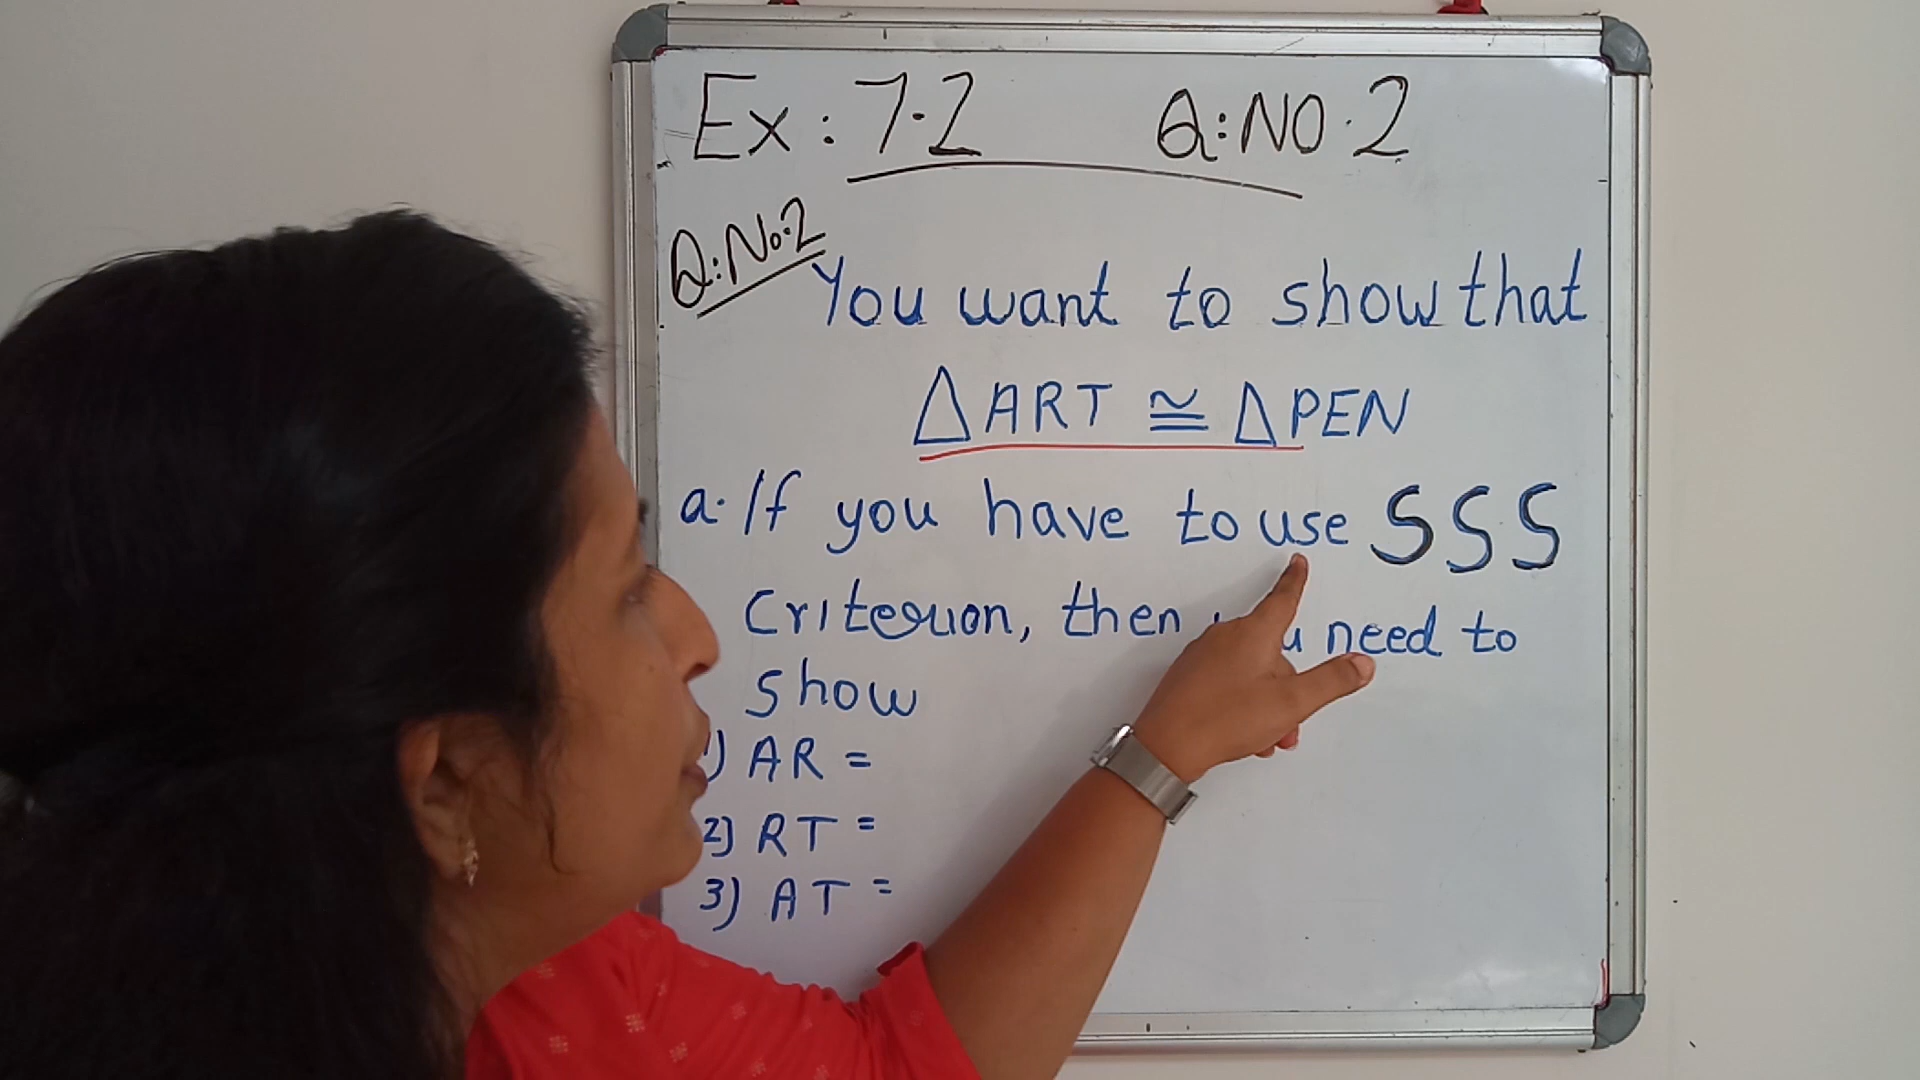 Ex: 7.2 Q:NO.2
Q:No.2
You want to show that
△ART ≅ △PEN
a. If you have to use SSS
Criterion, then need to
show
1) AR =
2) RT =
3) AT =